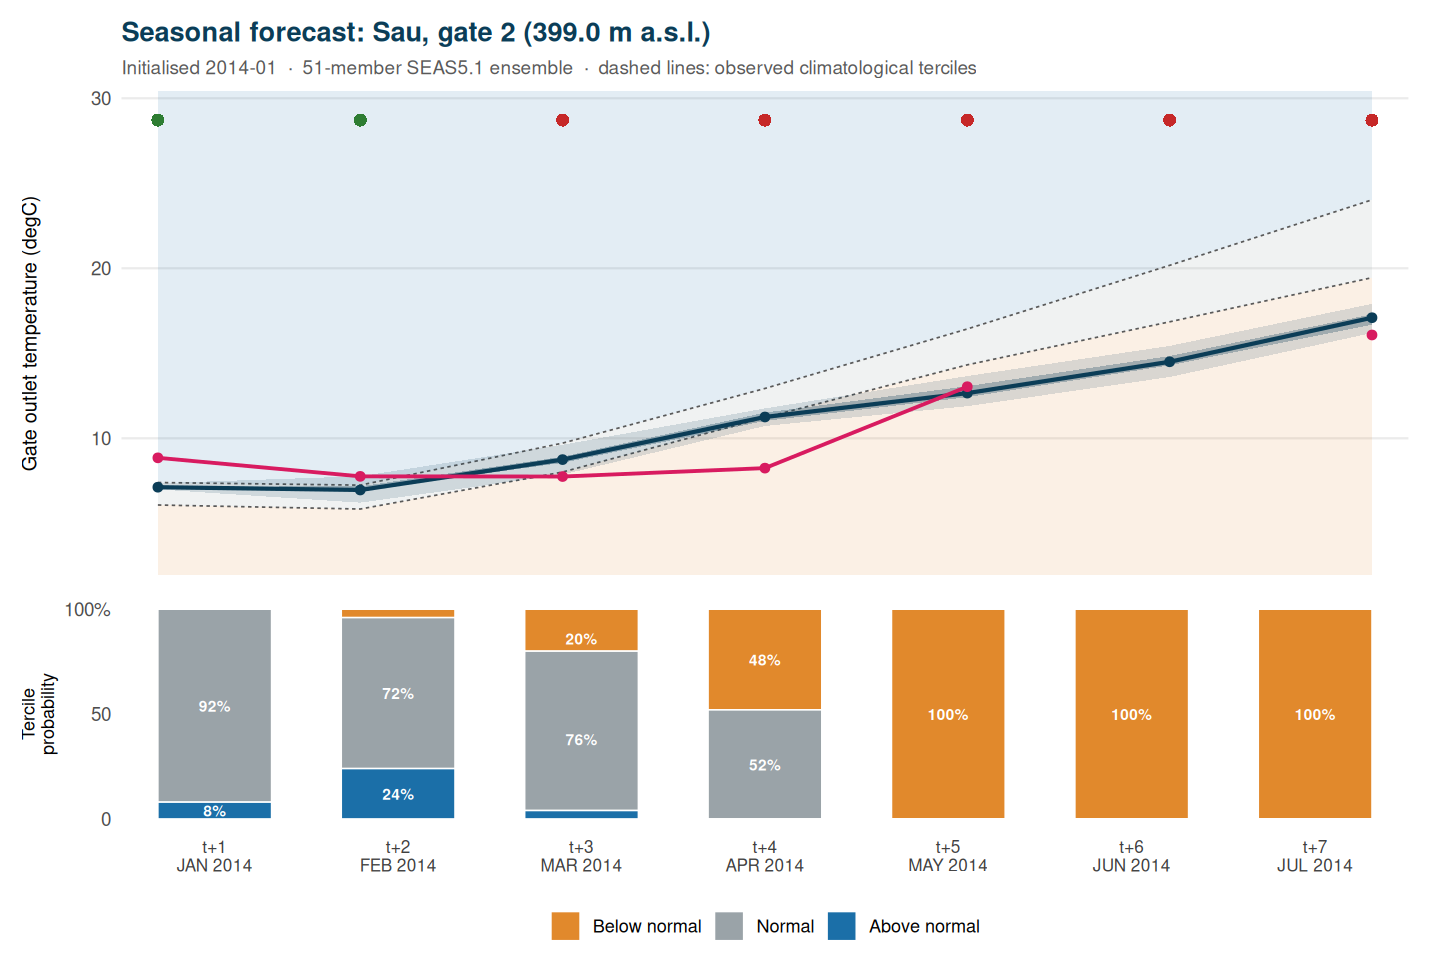 Seasonal forecast: Sau, gate 2 (399.0 m a.s.l.)
Initialised 2014-01 · 51-member SEAS5.1 ensemble · dashed lines: observed climatological terciles
Gate outlet temperature (degC)
30
20
10
Tercile
probability
100%
50
0
92%
8%
72%
24%
20%
76%
48%
52%
100%
100%
100%
t+1
JAN 2014
t+2
FEB 2014
t+3
MAR 2014
t+4
APR 2014
t+5
MAY 2014
t+6
JUN 2014
t+7
JUL 2014
Below normal
Normal
Above normal